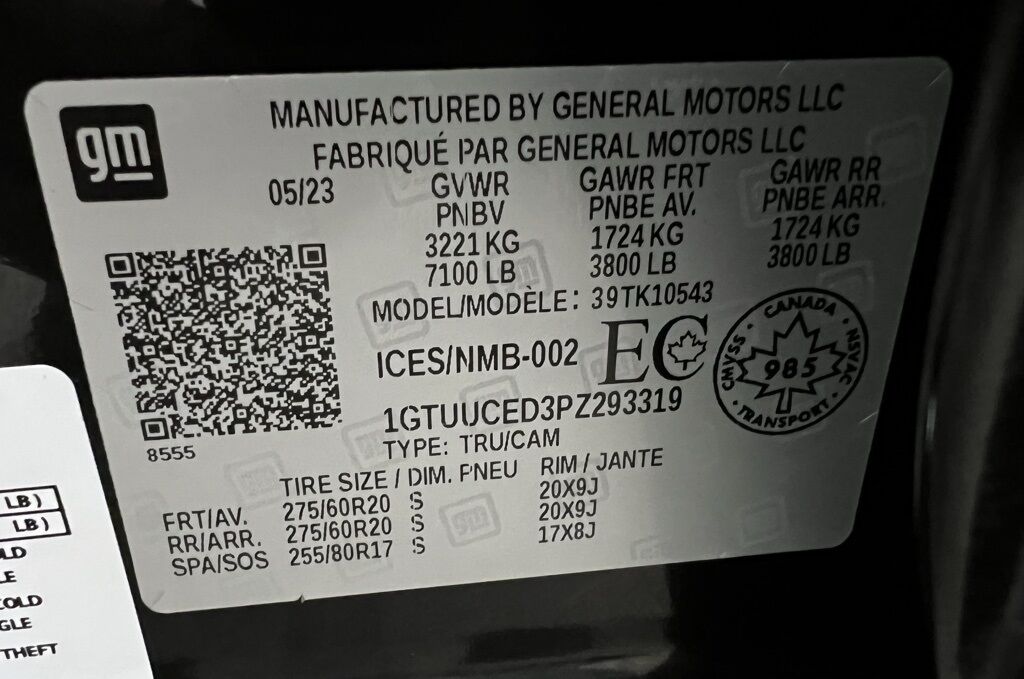 gm
MANUFACTURED BY GENERAL MOTORS LLC
FABRIQUÉ PAR GENERAL MOTORS LLC
05/23 GVWR GAWR FRT GAWR RR
PNBV PNBE AV. PNBE ARR.
3221 KG 1724 KG 1724 KG
7100 LB 3800 LB 3800 LB
MODEL/MODÈLE: 39TK10543
ICES/NMB-002 EC
CANADA
CMVSS 985 NSVAC
TRANSPORT
1GTUUCED3PZ293319
8555
TYPE: TRU/CAM
TIRE SIZE / DIM. PNEU RIM / JANTE
FRT/AV. 275/60R20 S 20X9J
RR/ARR. 275/60R20 S 20X9J
SPA/SOS 255/80R17 S 17X8J
LB)
LB)
LD
LE
COLD
GLE
THEFT